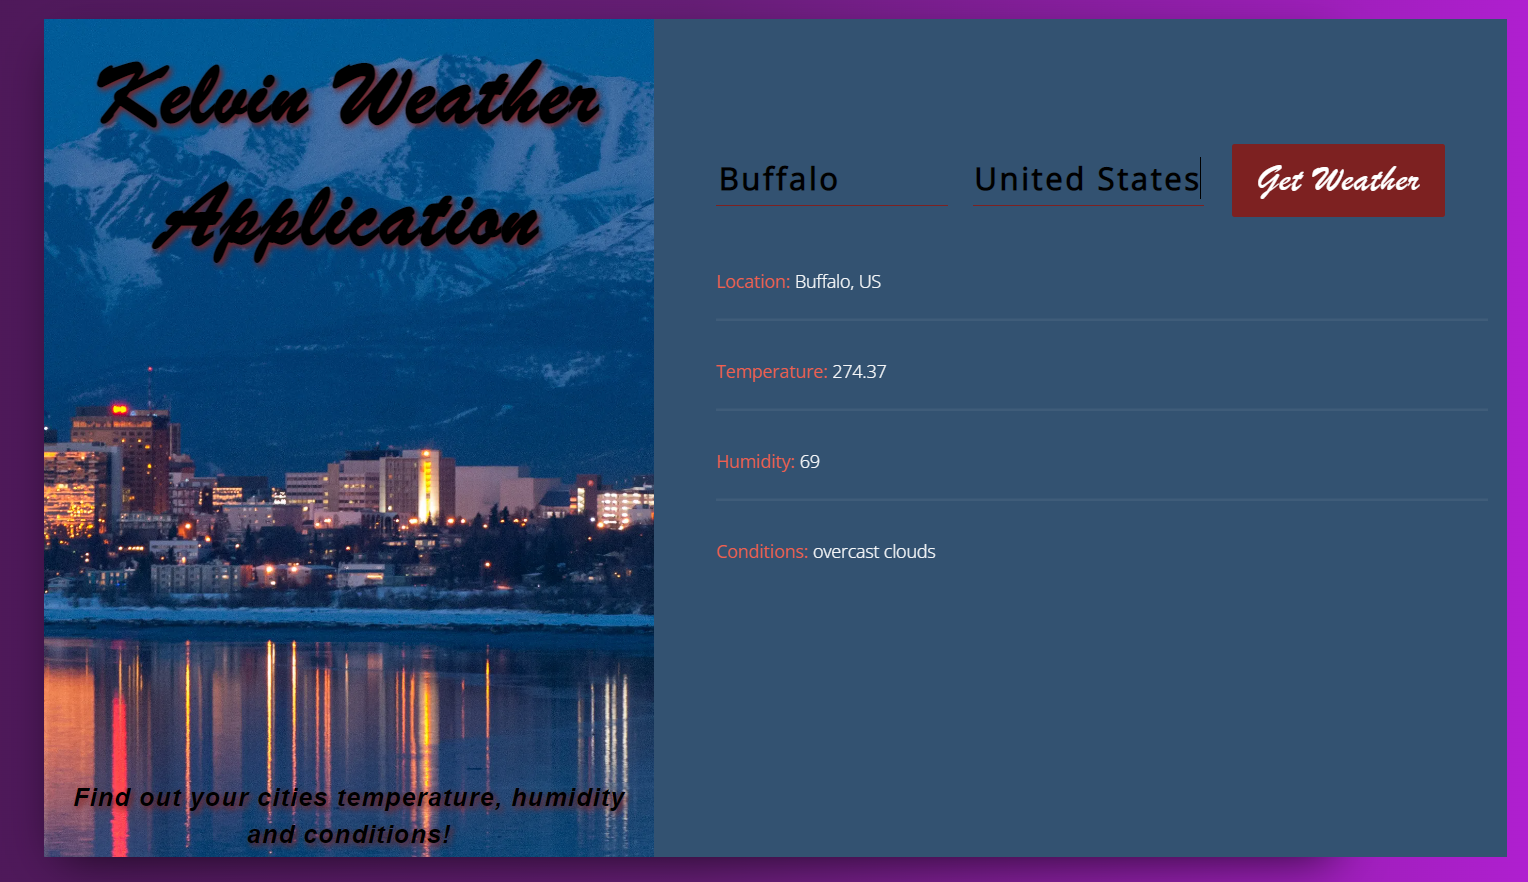 Kelvin Weather
Application
Find out your cities temperature, humidity
and conditions!
Buffalo United States Get Weather
Location: Buffalo, US
Temperature: 274.37
Humidity: 69
Conditions: overcast clouds